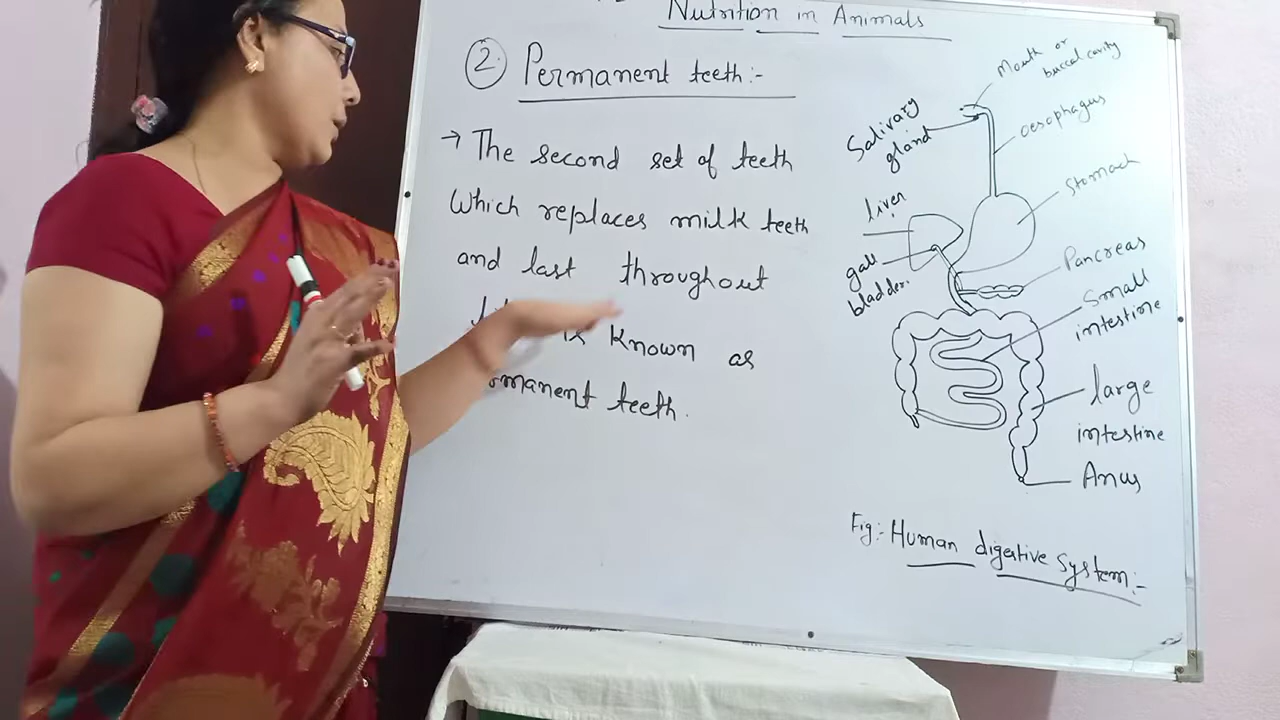 Nutrition in Animals
2. Permanent teeth:-
→ The second set of teeth
which replaces milk teeth
and last throughout
is known as
teeth.
Mouth or
buccal cavity
Salivary
gland
oesophagus
Stomach
liver
gall
bladder.
Pancreas
Small
intestine
large
intestine
Anus
Fig:- Human digestive System:-